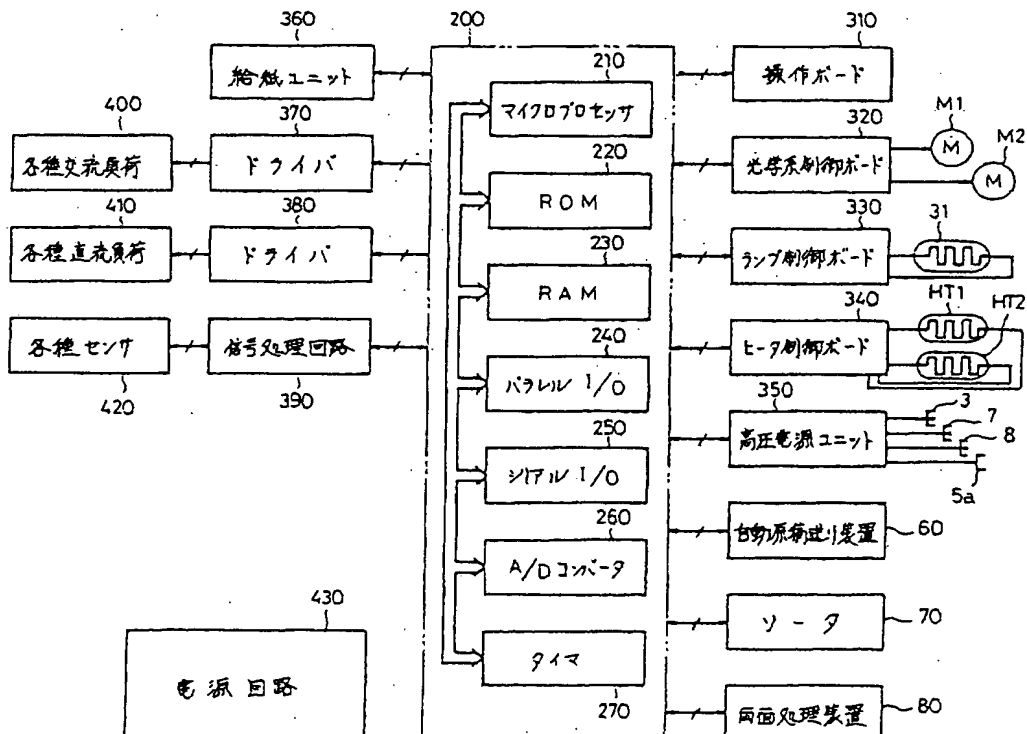 360
200
310
給紙ユニット
210
操作ボード
マイクロプロセッサ
M1
400
370
320
M
M2
各種交流負荷
ドライバ
220
光学系制御ボード
M
ROM
410
380
330
31
各種直流負荷
ドライバ
230
ランプ制御ボード
RAM
HT1
HT2
340
各種センサ
信号処理回路
240
ヒータ制御ボード
パラレル I/O
420
390
350
3
7
250
高圧電源ユニット
8
シリアル I/O
5a
260
自動原稿送り装置
60
A/Dコンバータ
430
ソータ
70
電源回路
タイマ
270
両面処理装置
80